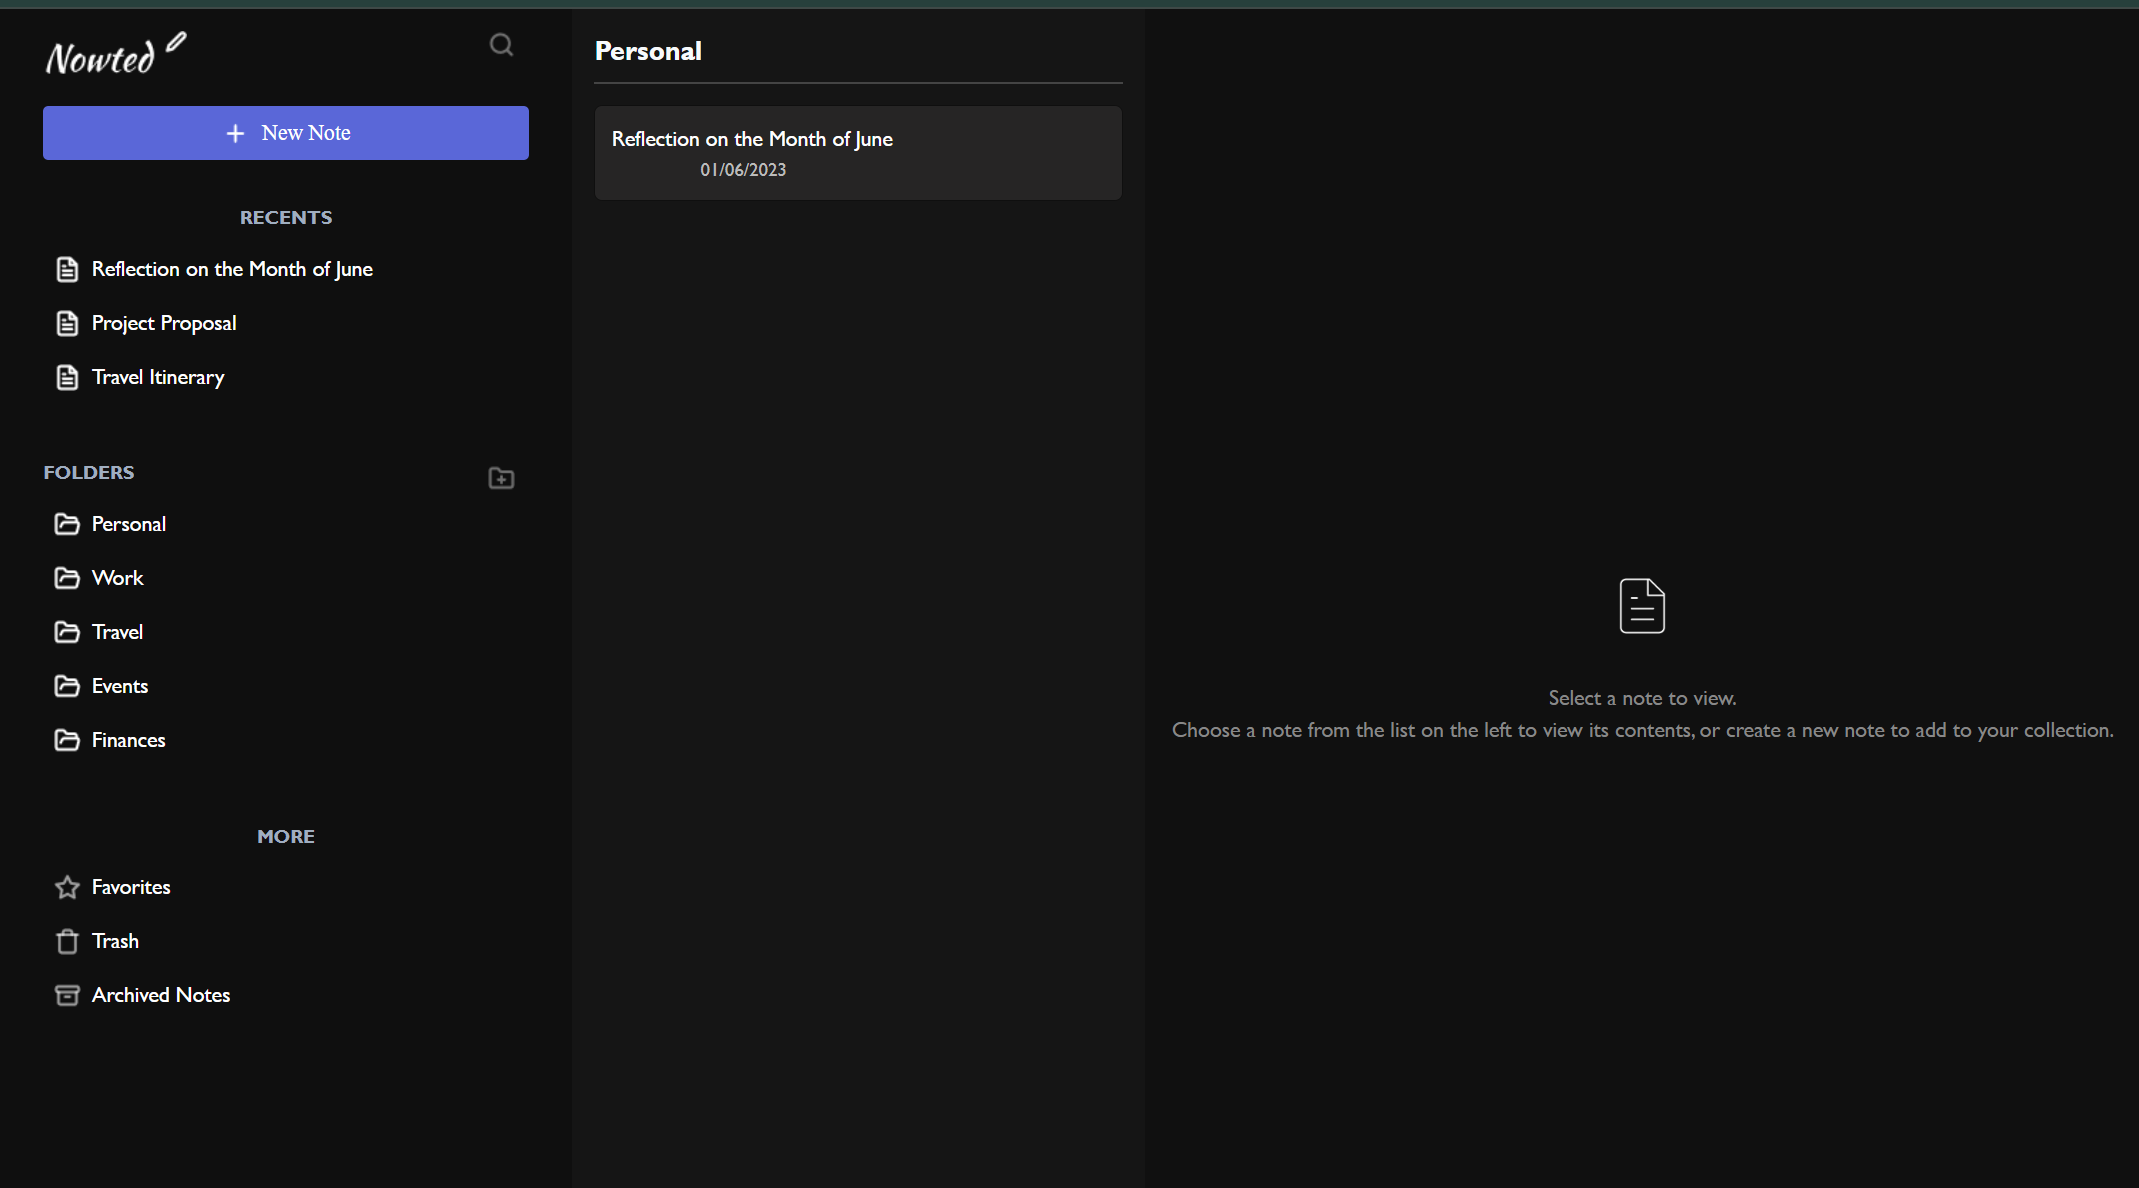 Nowted
New Note
RECENTS
Reflection on the Month of June
Project Proposal
Travel Itinerary
FOLDERS
Personal
Work
Travel
Events
Finances
MORE
Favorites
Trash
Archived Notes
Personal
Reflection on the Month of June
01/06/2023
Select a note to view.
Choose a note from the list on the left to view its contents, or create a new note to add to your collection.